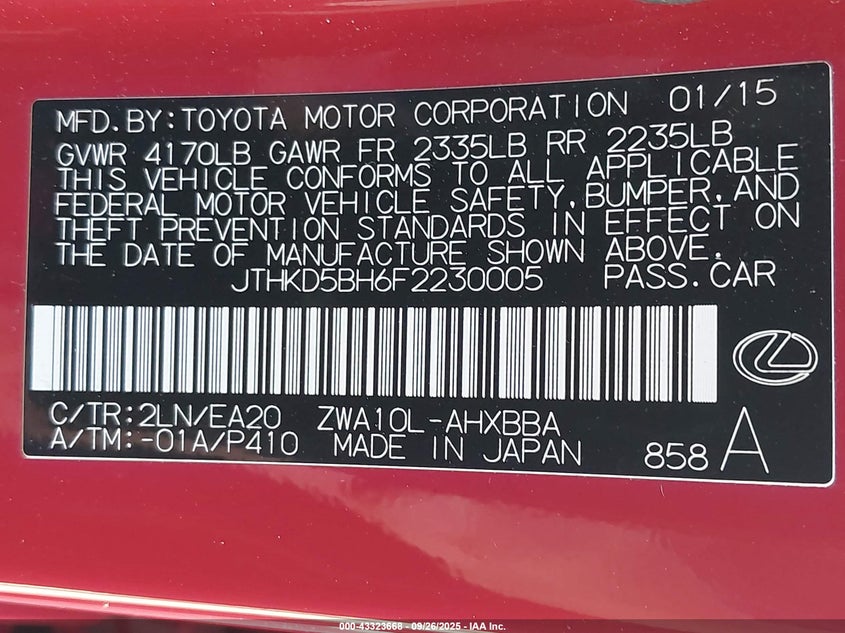 MFD.BY:TOYOTA MOTOR CORPORATION 01/15
GVWR 4170LB GAWR FR 2335LB RR 2235LB
THIS VEHICLE CONFORMS TO ALL APPLICABLE
FEDERAL MOTOR VEHICLE SAFETY,BUMPER,AND
THEFT PREVENTION STANDARDS IN EFFECT ON
THE DATE OF MANUFACTURE SHOWN ABOVE.
JTHKD5BH6F2230005 PASS.CAR
C/TR:2LN/EA20 ZWA10L-AHXBBA
A/TM:-01A/P410 MADE IN JAPAN 858 A
000-43323668 - 09/26/2025 - IAA Inc.